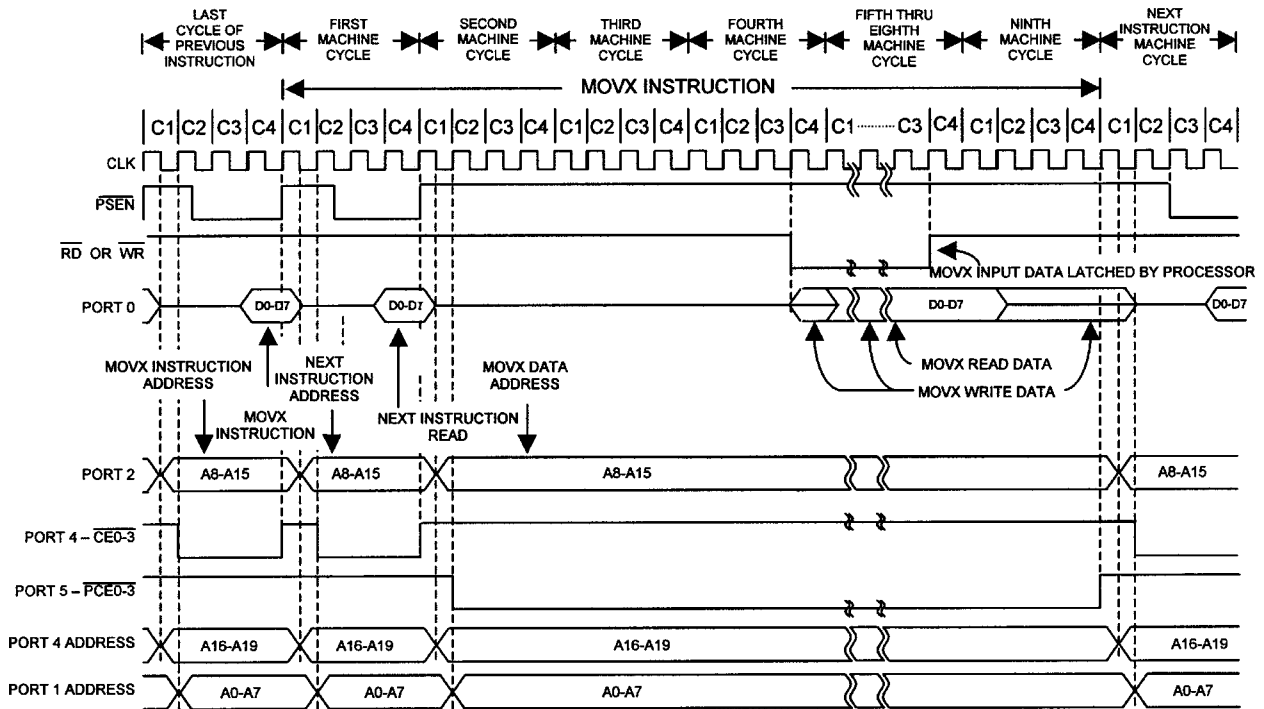 LAST
CYCLE OF
PREVIOUS
INSTRUCTION
FIRST
MACHINE
CYCLE
SECOND
MACHINE
CYCLE
THIRD
MACHINE
CYCLE
FOURTH
MACHINE
CYCLE
FIFTH THRU
EIGHTH
MACHINE
CYCLE
NINTH
MACHINE
CYCLE
NEXT
INSTRUCTION
MACHINE
CYCLE
MOVX INSTRUCTION
C1 C2 C3 C4 C1 C2 C3 C4 C1 C2 C3 C4 C1 C2 C3 C4 C1 C2 C3 C4 C1 ........ C3 C4 C1 C2 C3 C4 C1 C2 C3 C4
CLK
PSEN
RD OR WR
MOVX INPUT DATA LATCHED BY PROCESSOR
PORT 0 D0-D7 D0-D7 D0-D7 D0-D7
MOVX INSTRUCTION
ADDRESS
NEXT
INSTRUCTION
ADDRESS
MOVX DATA
ADDRESS
MOVX READ DATA
MOVX WRITE DATA
MOVX
INSTRUCTION
NEXT INSTRUCTION
READ
PORT 2 A8-A15 A8-A15 A8-A15 A8-A15
PORT 4 – CE0-3
PORT 5 – PCE0-3
PORT 4 ADDRESS A16-A19 A16-A19 A16-A19 A16-A19
PORT 1 ADDRESS A0-A7 A0-A7 A0-A7 A0-A7